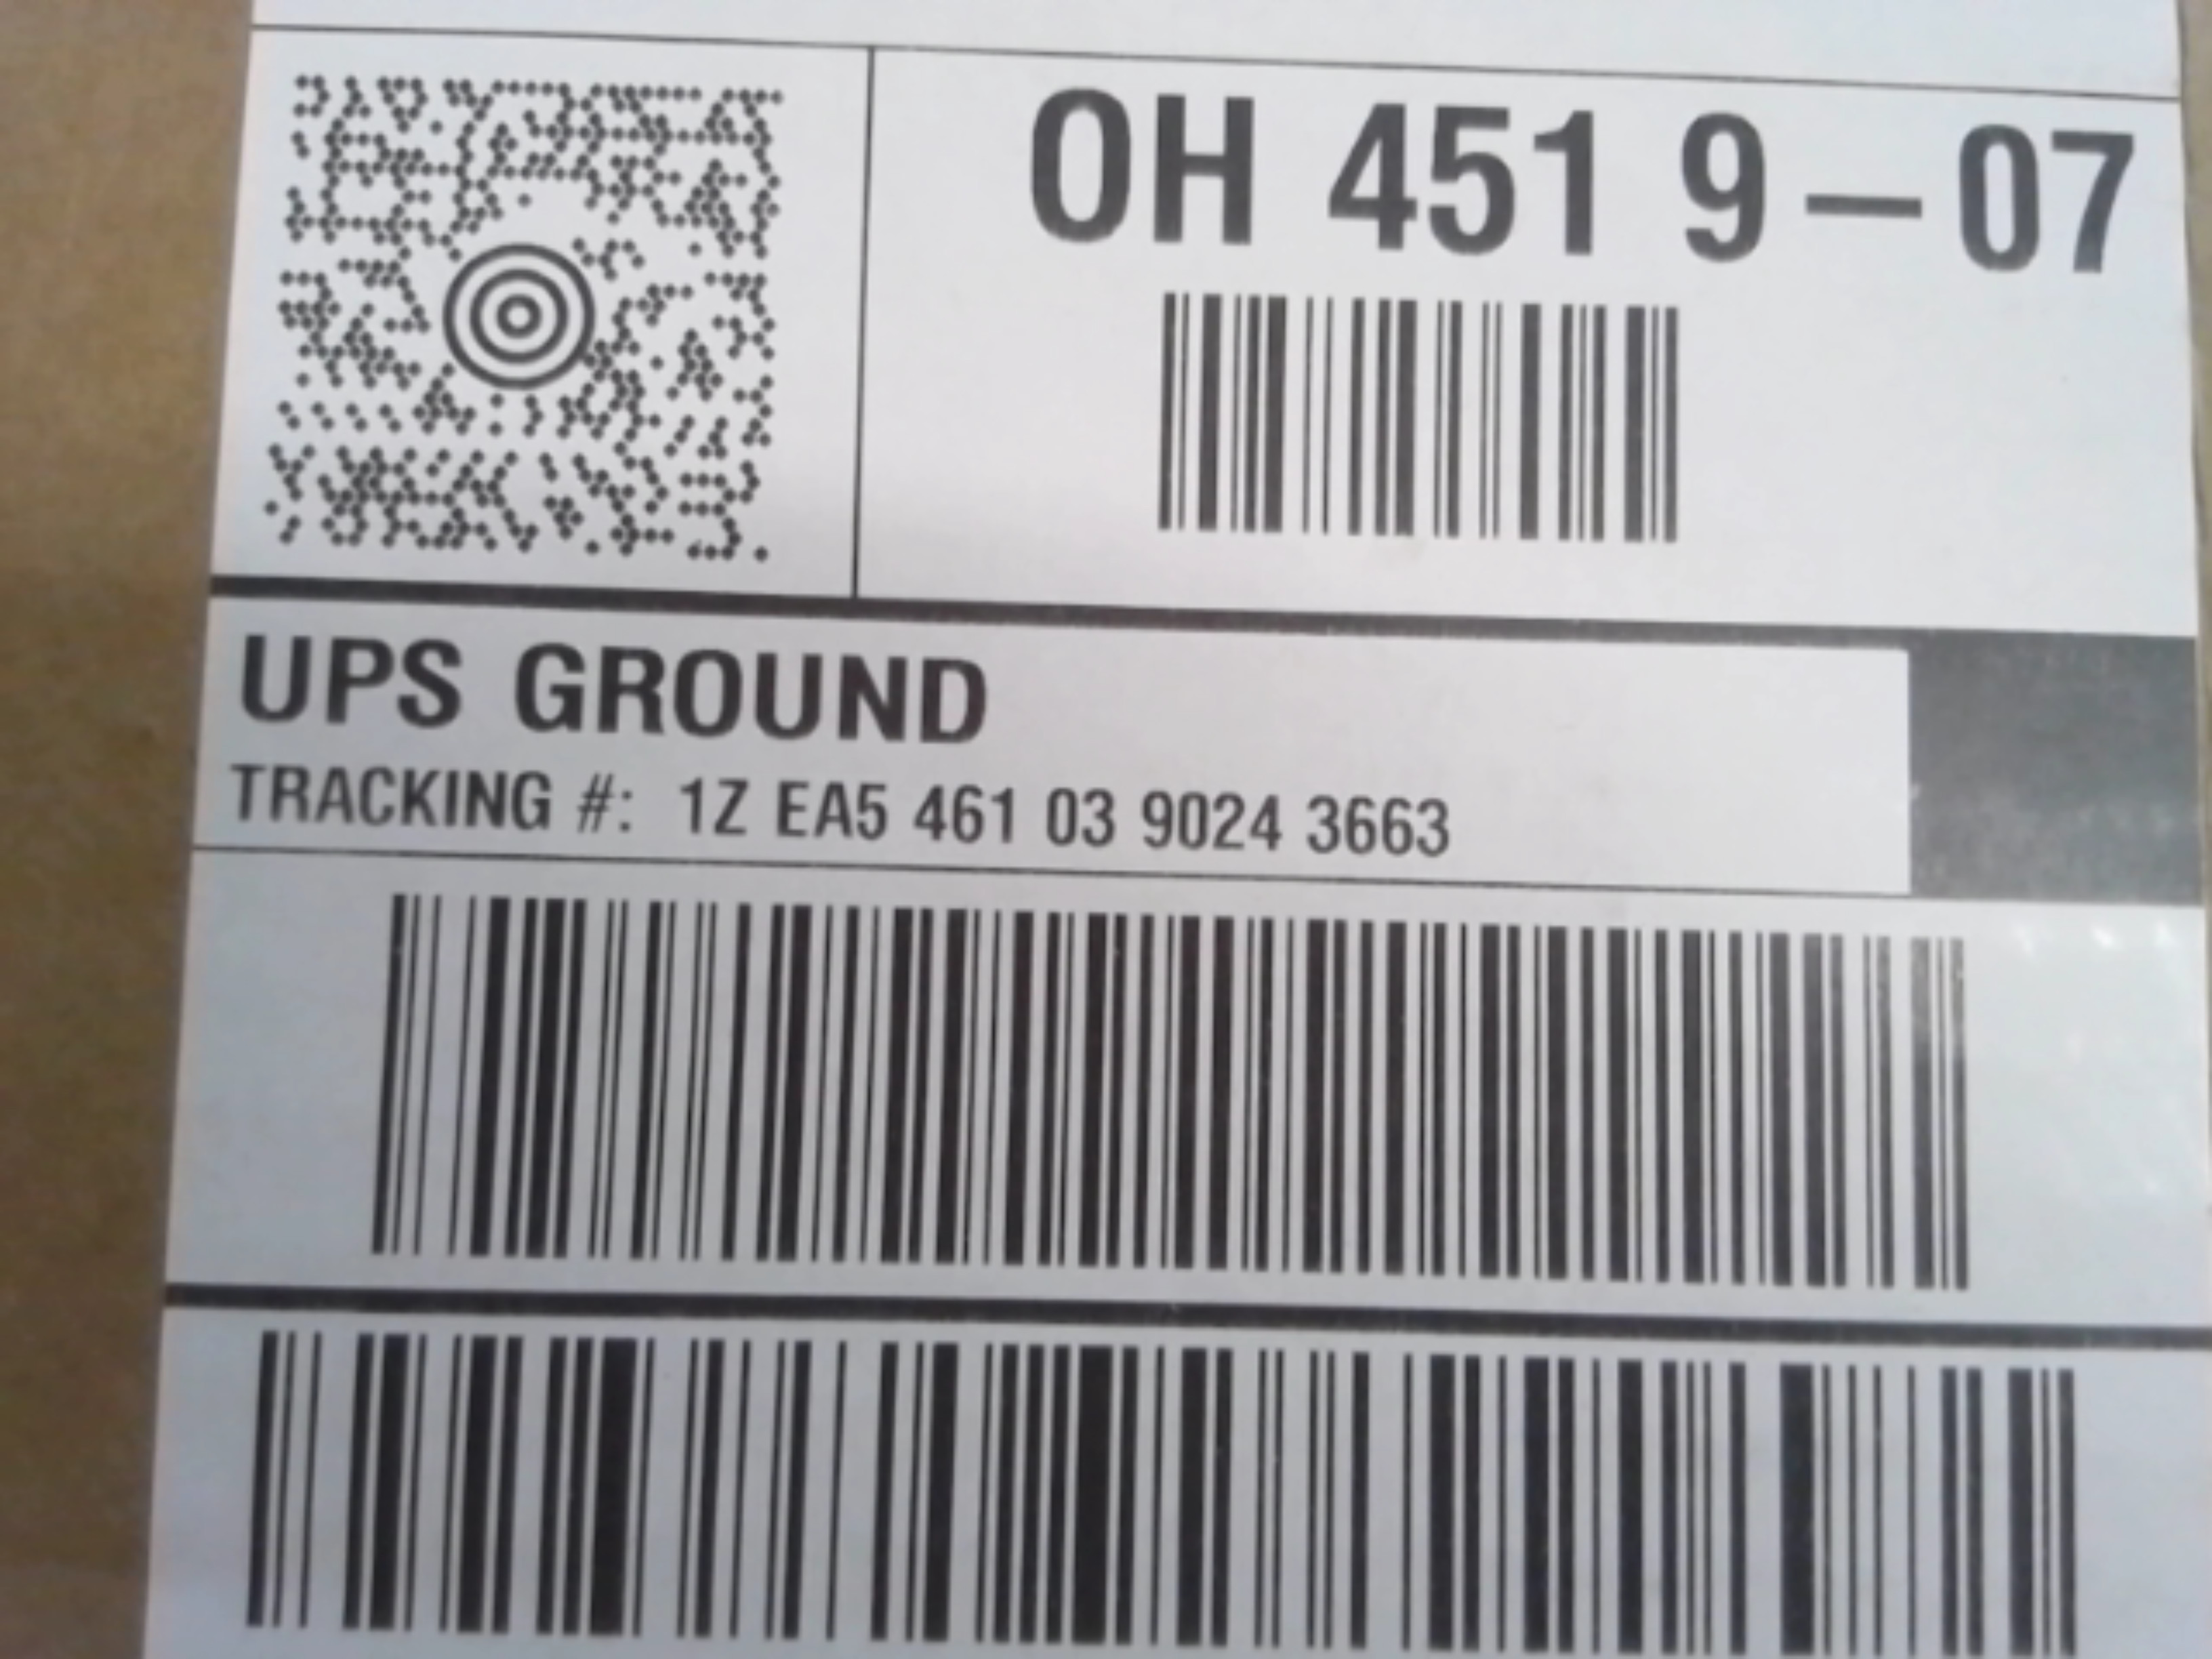 OH 451 9-07
UPS GROUND
TRACKING #: 1Z EA5 461 03 9024 3663